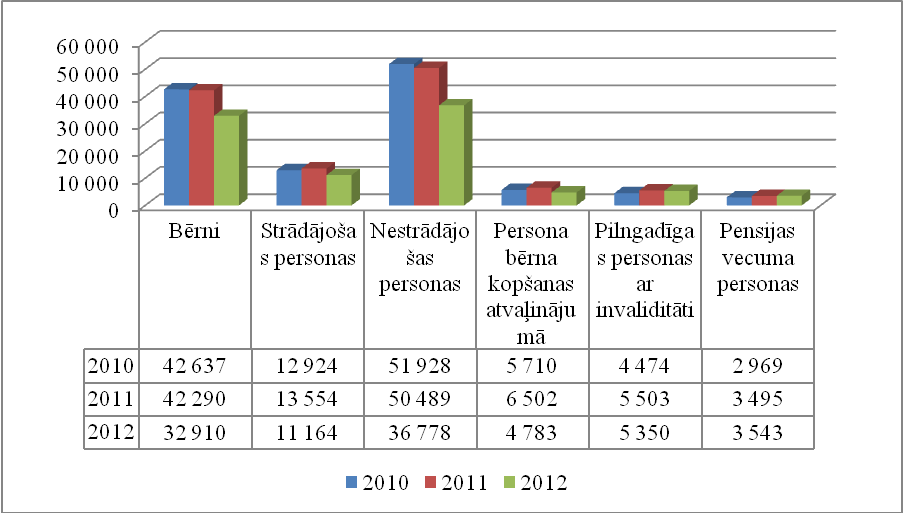 60 000
50 000
40 000
30 000
20 000
10 000
0
Bērni
Strādājoša
s personas
Nestrādājo
šas
personas
Persona
bērna
kopšanas
atvaļināju
mā
Pilngadīga
s personas
ar
invaliditāti
Pensijas
vecuma
personas
2010 42 637 12 924 51 928 5 710 4 474 2 969
2011 42 290 13 554 50 489 6 502 5 503 3 495
2012 32 910 11 164 36 778 4 783 5 350 3 543
2010 2011 2012